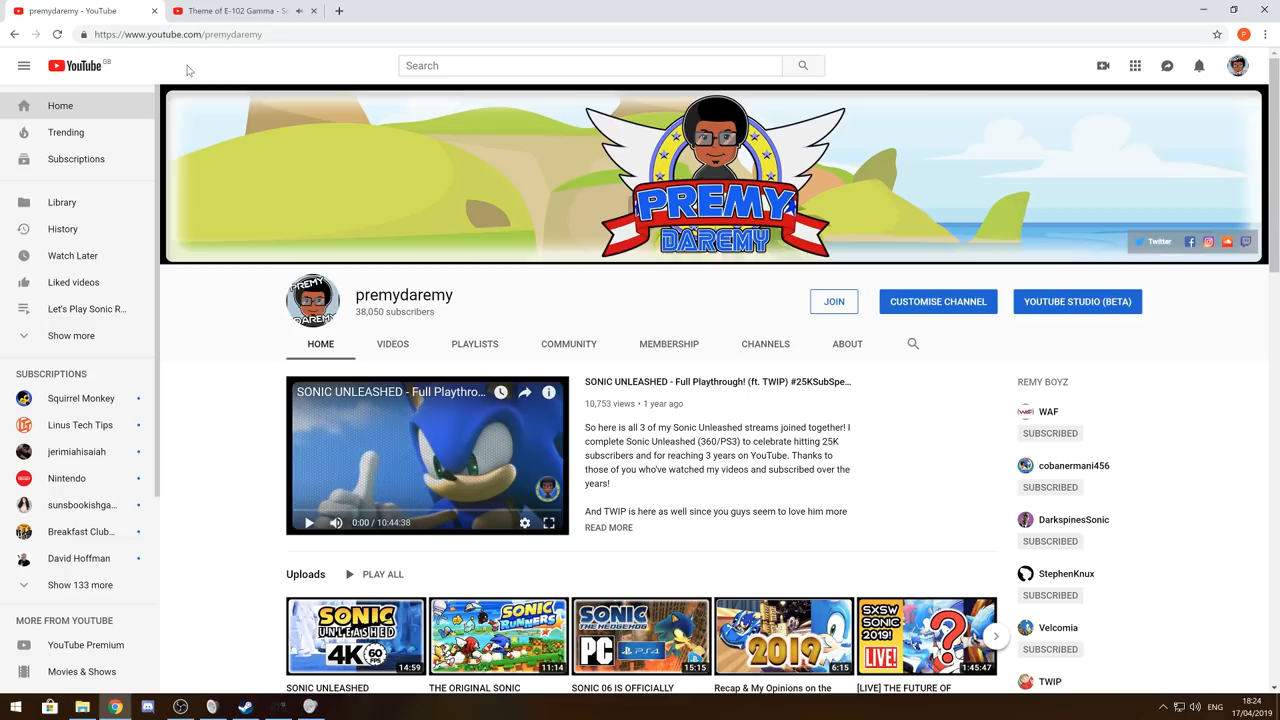 premydaremy - YouTube
Theme of E-102 Gamma - So
https://www.youtube.com/premydaremy
P
YouTube GB
Search
Home
Trending
Subscriptions
Library
History
Watch Later
Liked videos
Let's Play Sonic R...
Show more
SUBSCRIPTIONS
Squirrel Monkey
Linus Tech Tips
jerimiahisaiah
Nintendo
sunsbookishga...
Breakfast Club...
David Hoffman
Show 133 more
MORE FROM YOUTUBE
YouTube Premium
Movies & Shows
PREMY
DAREMY
Twitter
PREMY
DAREMY
premydaremy
38,050 subscribers
JOIN
CUSTOMISE CHANNEL
YOUTUBE STUDIO (BETA)
HOME
VIDEOS
PLAYLISTS
COMMUNITY
MEMBERSHIP
CHANNELS
ABOUT
SONIC UNLEASHED - Full Playthro...
0:00 / 10:44:38
SONIC UNLEASHED - Full Playthrough! (ft. TWIP) #25KSubSpe...
10,753 views • 1 year ago
So here is all 3 of my Sonic Unleashed streams joined together! I
complete Sonic Unleashed (360/PS3) to celebrate hitting 25K
subscribers and for reaching 3 years on YouTube. Thanks to
those of you who've watched my videos and subscribed over the
years!
And TWIP is here as well since you guys seem to love him more
READ MORE
REMY BOYZ
WAF
SUBSCRIBED
cobanermani456
SUBSCRIBED
DarkspinesSonic
SUBSCRIBED
StephenKnux
SUBSCRIBED
Velcomia
SUBSCRIBED
TWIP
Uploads
PLAY ALL
SONIC
UNLEASHED
4K 60 FPS
14:59
SONIC UNLEASHED
SONIC
RUNNERS
11:14
THE ORIGINAL SONIC
SONIC
THE HEDGEHOG
PC PS4
15:15
SONIC 06 IS OFFICIALLY
2019
6:15
Recap & My Opinions on the
SXSW
SONIC
2019!
LIVE!
?
1:45:47
[LIVE] THE FUTURE OF
ENG
18:24
17/04/2019